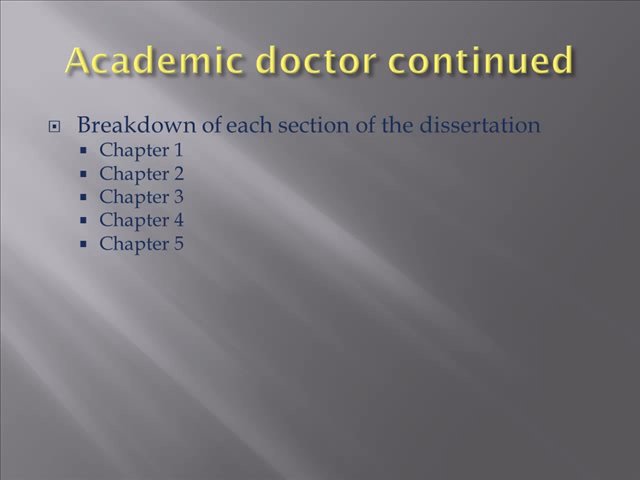 Academic doctor continued
Breakdown of each section of the dissertation
Chapter 1
Chapter 2
Chapter 3
Chapter 4
Chapter 5